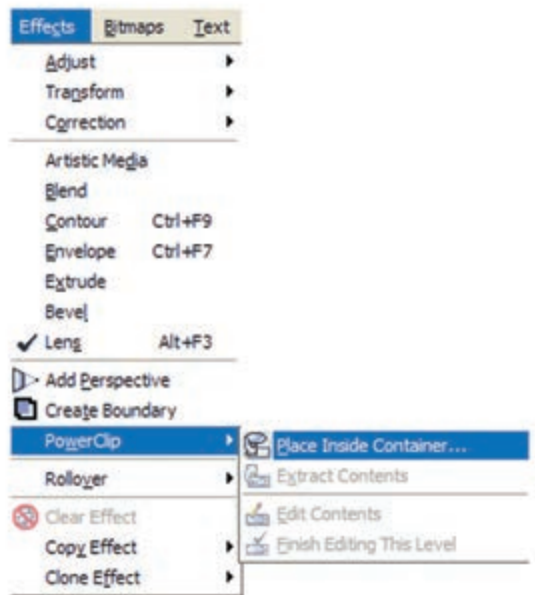 Effects Bitmaps Text
Adjust
Transform
Correction
Artistic Media
Blend
Contour Ctrl+F9
Envelope Ctrl+F7
Extrude
Bevel
Lens Alt+F3
Add Perspective
Create Boundary
PowerClip
Place Inside Container...
Extract Contents
Edit Contents
Finish Editing This Level
Rollover
Clear Effect
Copy Effect
Clone Effect